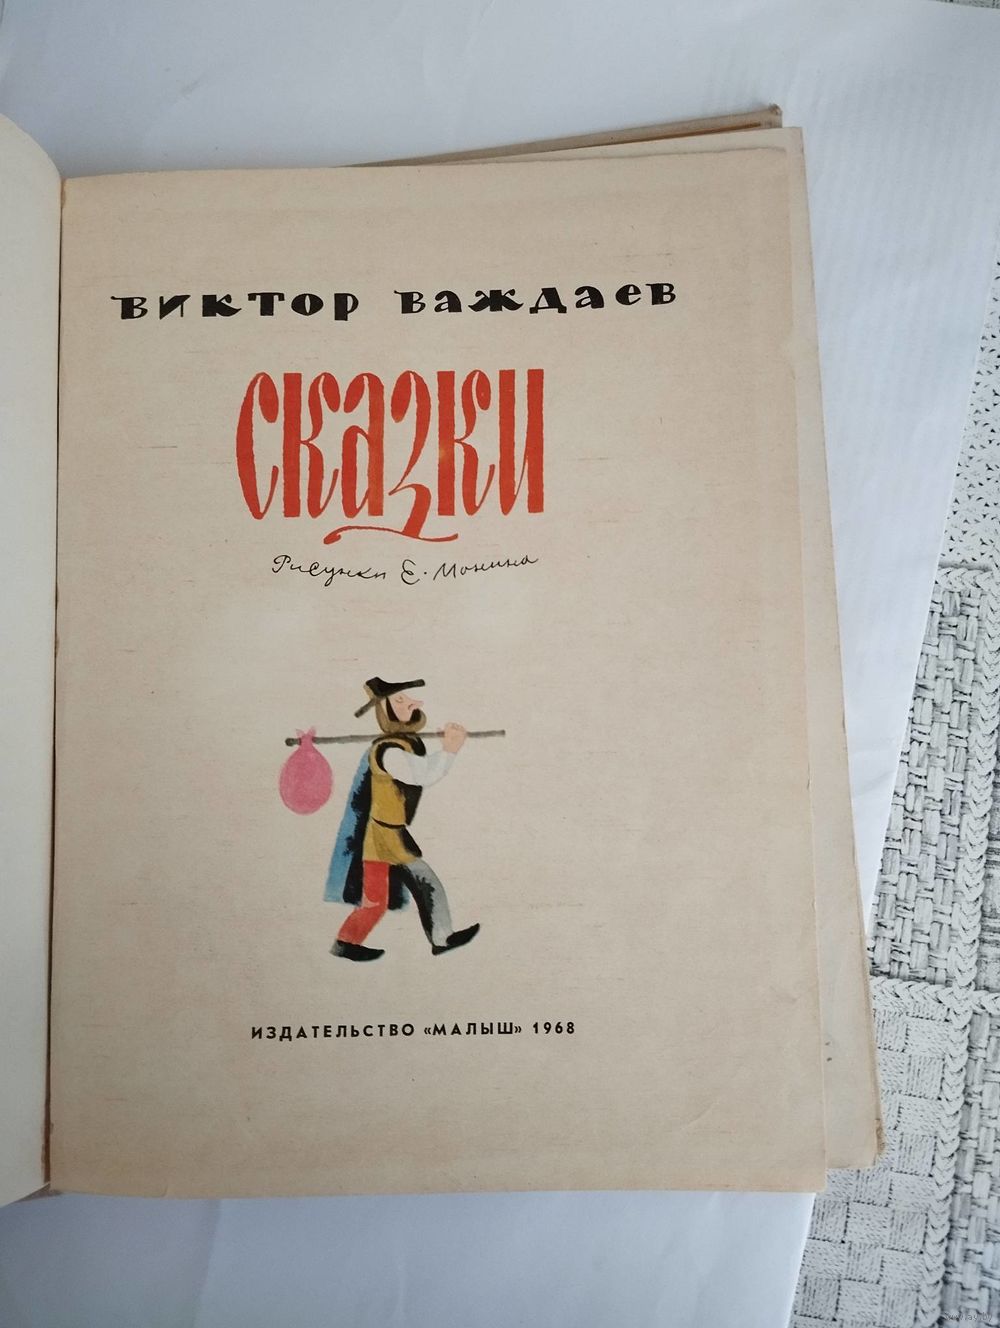 Виктор Важдаев
Сказки
Рисунки Е. Монина
ИЗДАТЕЛЬСТВО «МАЛЫШ» 1968